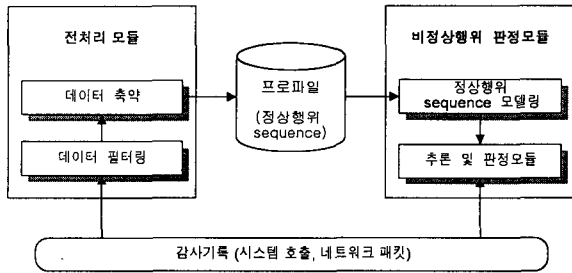 전처리 모듈
데이터 축약
데이터 필터링
프로파일
(정상행위
sequence)
비정상행위 판정모듈
정상행위
sequence 모델링
추론 및 판정모듈
감사기록 (시스템 호출, 네트워크 패킷)